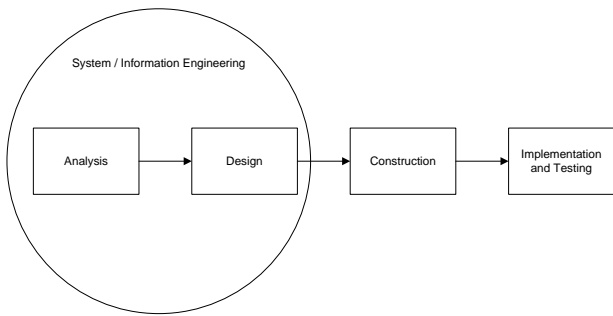 System / Information Engineering
Analysis
Design
Construction
Implementation
and Testing